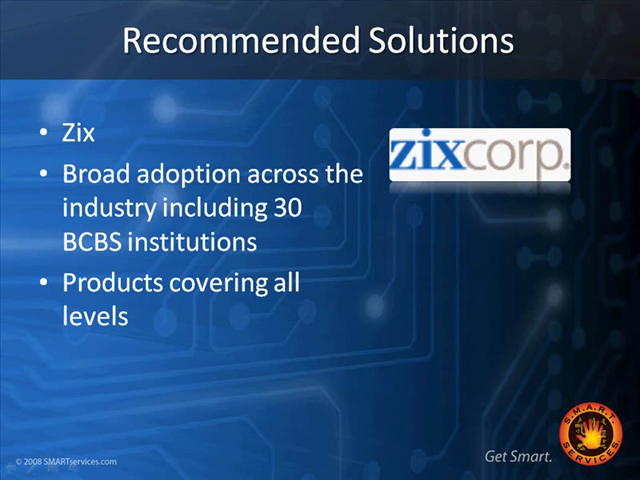 Recommended Solutions
• Zix
• Broad adoption across the
industry including 30
BCBS institutions
• Products covering all
levels
zixcorp.
© 2008 SMARTservices.com
Get Smart.
S.M.A.R.T.
SERVICES